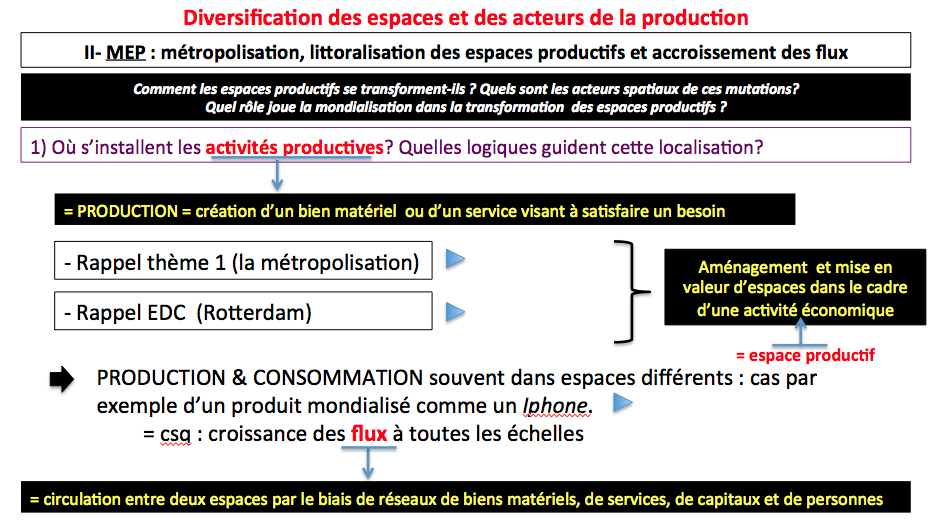 Diversification des espaces et des acteurs de la production
II- MEP : métropolisation, littoralisation des espaces productifs et accroissement des flux
Comment les espaces productifs se transforment-ils ? Quels sont les acteurs spatiaux de ces mutations?
Quel rôle joue la mondialisation dans la transformation des espaces productifs ?
1) Où s'installent les activités productives? Quelles logiques guident cette localisation?
= PRODUCTION = création d'un bien matériel ou d'un service visant à satisfaire un besoin
- Rappel thème 1 (la métropolisation)
- Rappel EDC (Rotterdam)
Aménagement et mise en
valeur d'espaces dans le cadre
d'une activité économique
= espace productif
PRODUCTION & CONSOMMATION souvent dans espaces différents : cas par
exemple d'un produit mondialisé comme un Iphone.
= csq : croissance des flux à toutes les échelles
= circulation entre deux espaces par le biais de réseaux de biens matériels, de services, de capitaux et de personnes